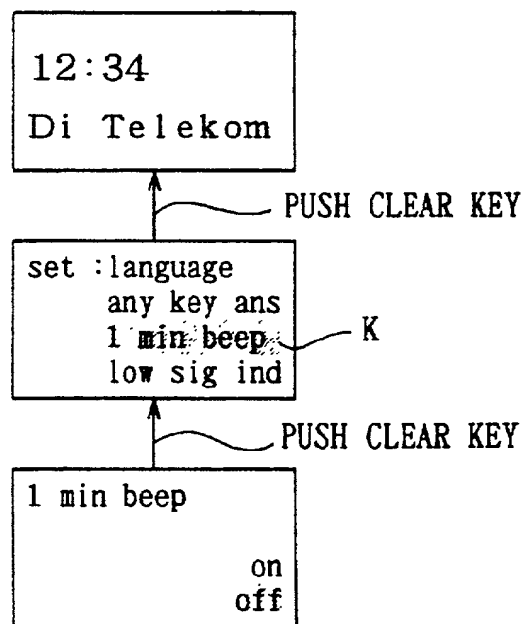 12:34
Di Telekom
PUSH CLEAR KEY
set :language
any key ans
1 min beep
K
low sig ind
PUSH CLEAR KEY
1 min beep
on
off